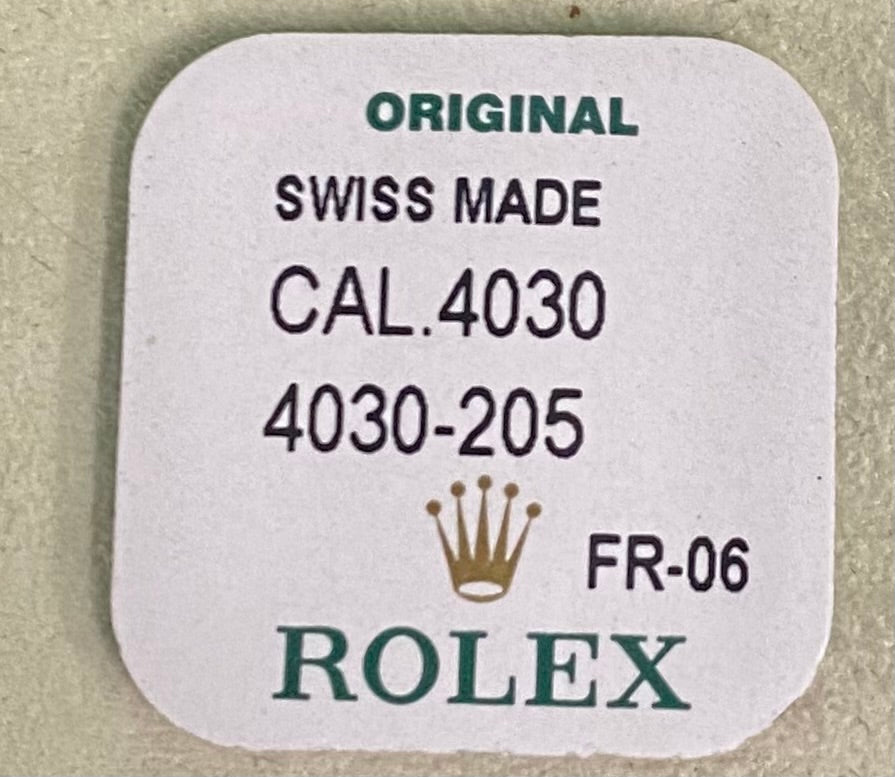 ORIGINAL
SWISS MADE
CAL.4030
4030-205
FR-06
ROLEX